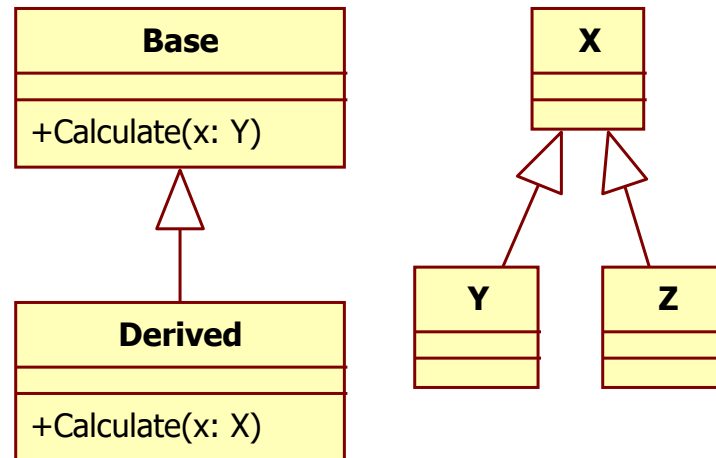 Base
+Calculate(x: Y)
Derived
+Calculate(x: X)
X
Y
Z